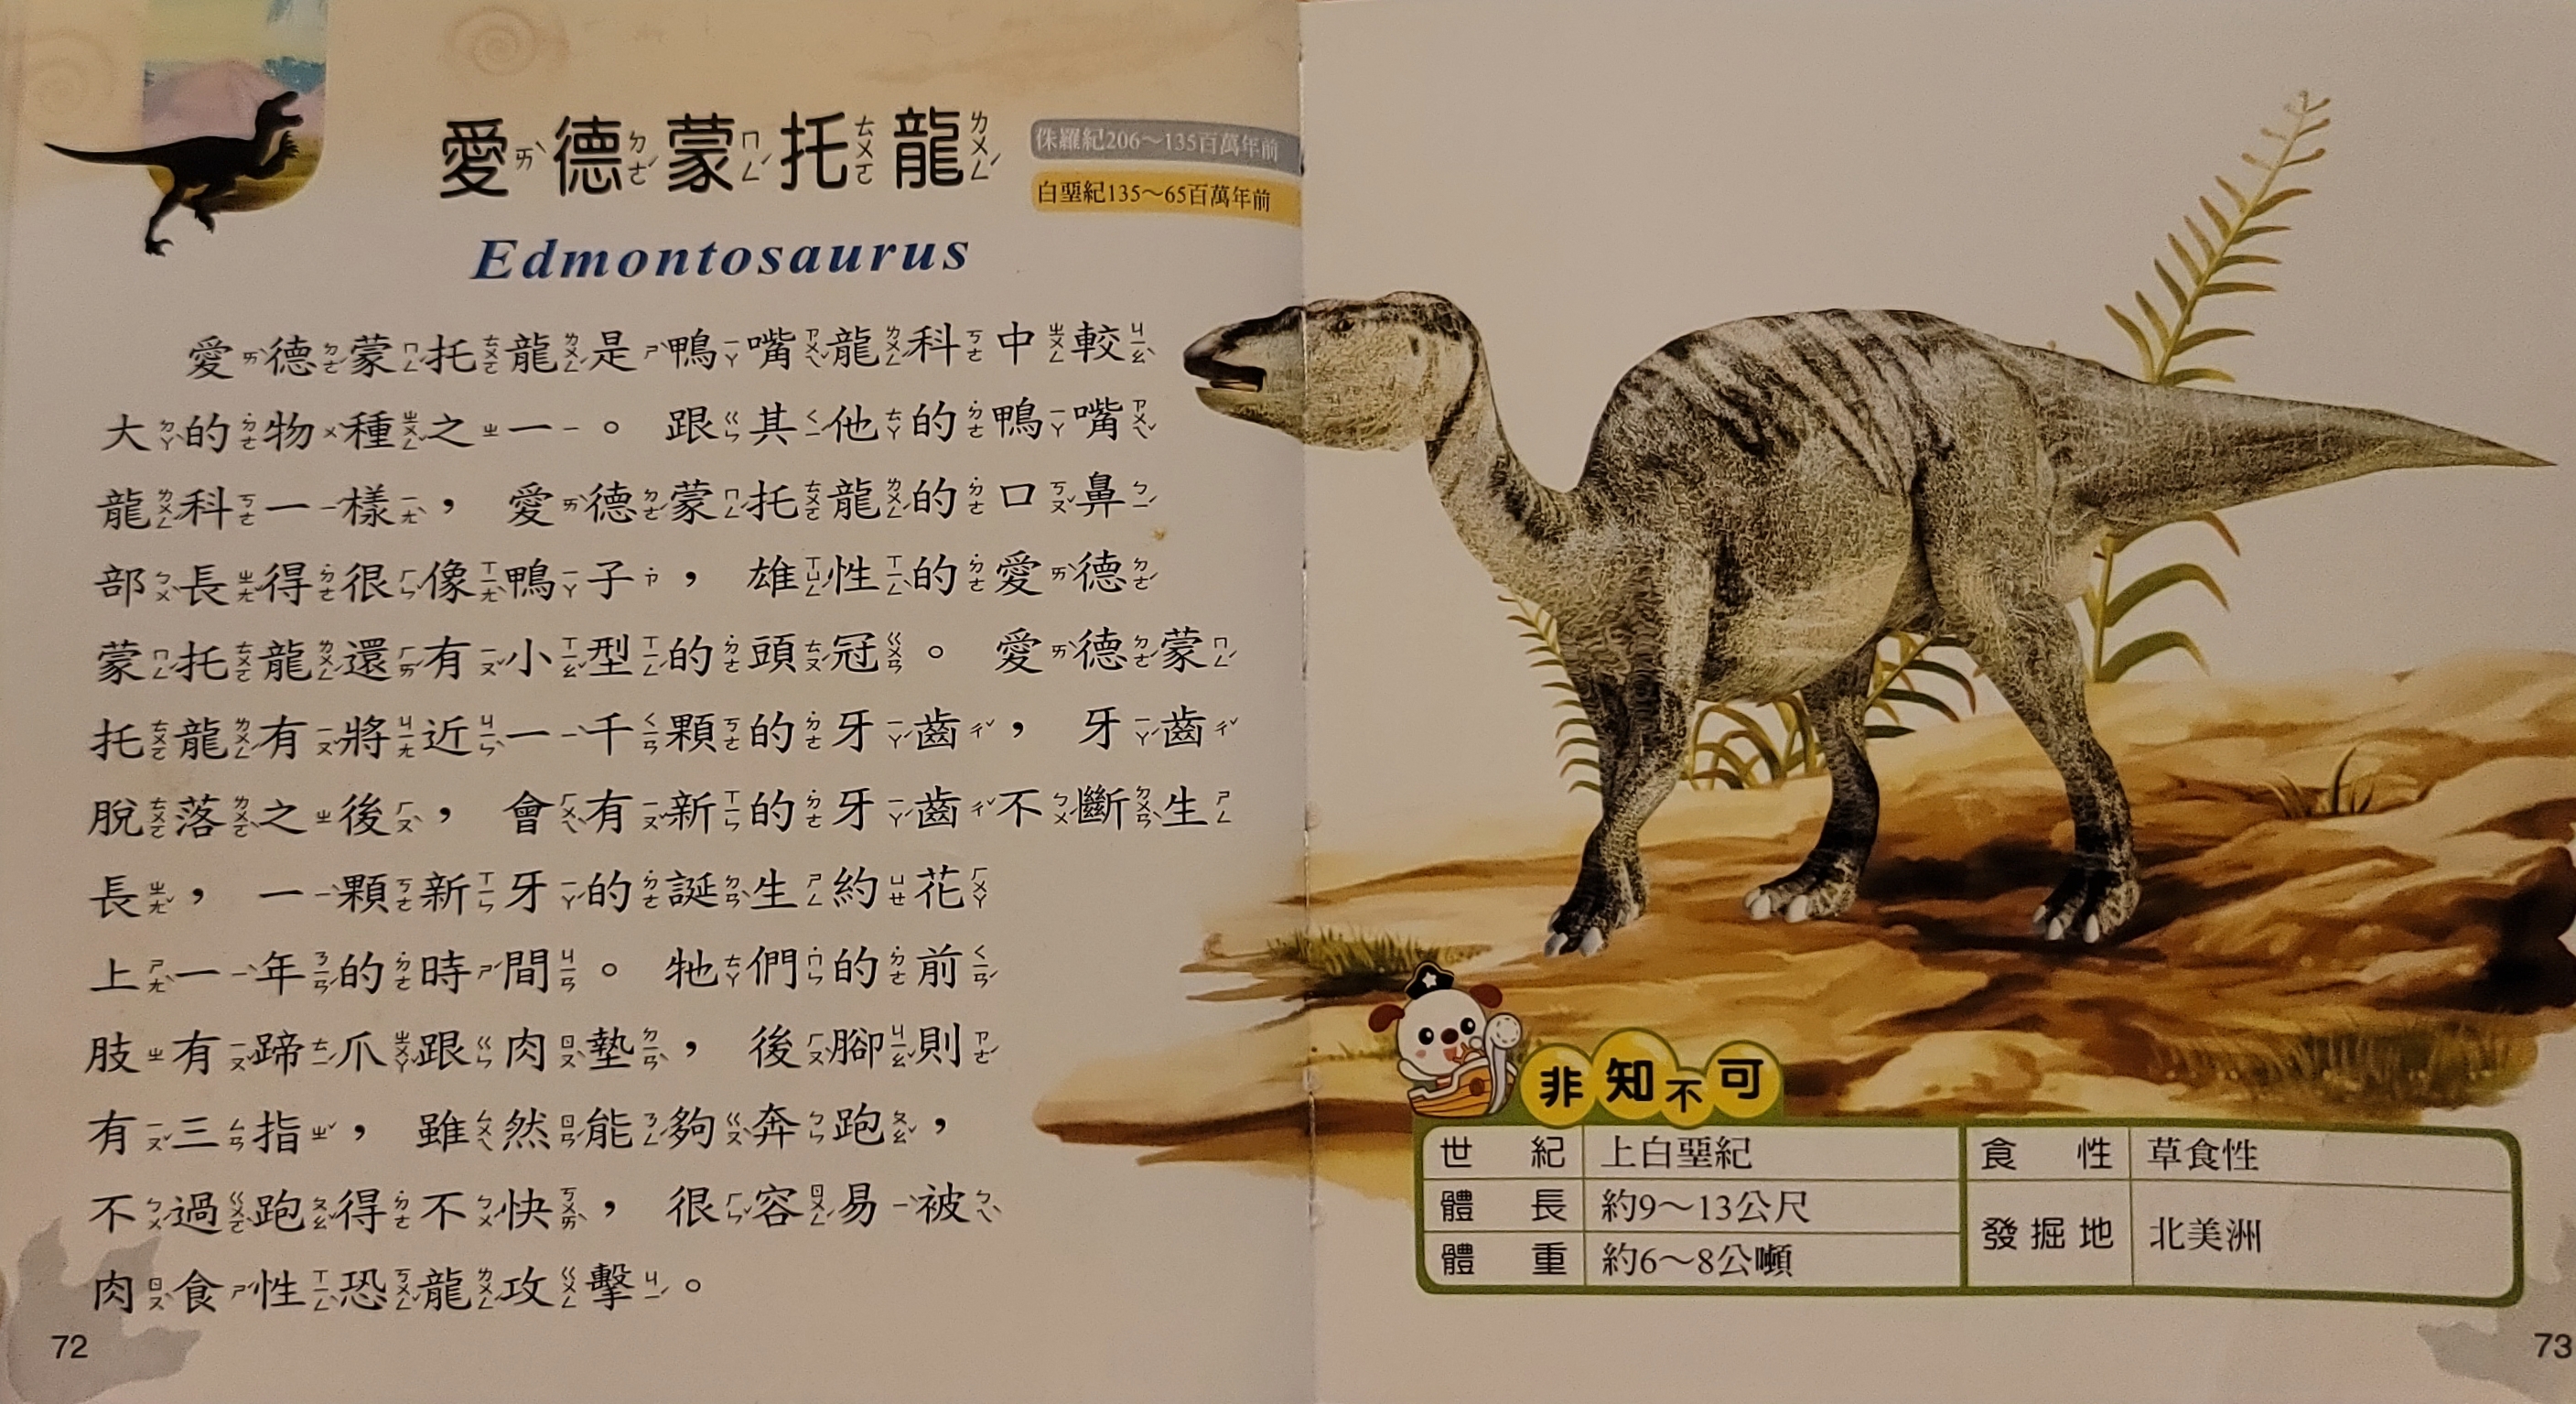 愛德蒙托龍
侏羅紀206～135百萬年前
白堊紀135～65百萬年前
Edmontosaurus
愛德蒙托龍是鴨嘴龍科中較
大的物種之一。跟其他的鴨嘴
龍科一樣，愛德蒙托龍的口鼻
部長得很像鴨子，雄性的愛德
蒙托龍還有小型的頭冠。愛德蒙
托龍有將近一千顆的牙齒，牙齒
脫落之後，會有新的牙齒不斷生
長，一顆新牙的誕生約花
上一年的時間。牠們的前
肢有蹄爪跟肉墊，後腳則
有三指，雖然能夠奔跑，
不過跑得不快，很容易被
肉食性恐龍攻擊。
72
非知不可
世紀 上白堊紀
體長 約9～13公尺
體重 約6～8公噸
食性 草食性
發掘地 北美洲
73